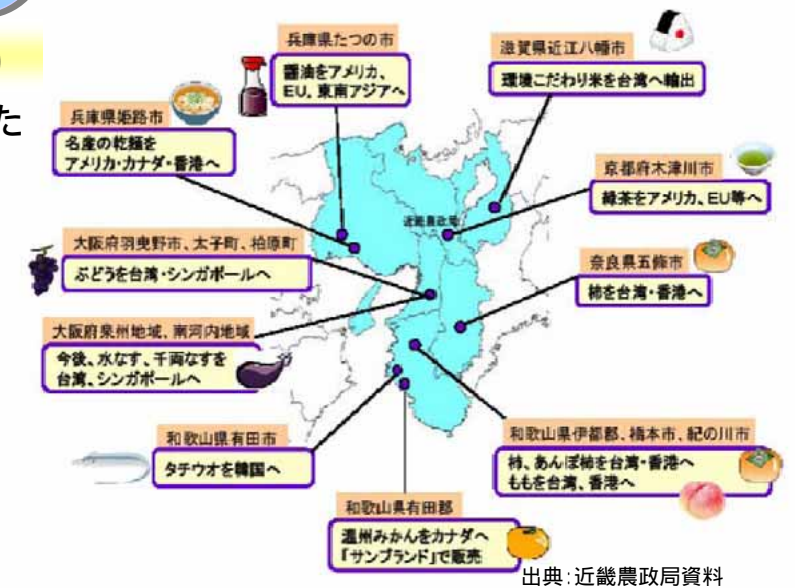 た
兵庫県たつの市
醤油をアメリカ、
EU、東南アジアへ
滋賀県近江八幡市
環境こだわり米を台湾へ輸出
兵庫県姫路市
名産の乾麺を
アメリカ・カナダ・香港へ
京都府木津川市
緑茶をアメリカ、EU等へ
近畿農政局
大阪府羽曳野市、太子町、柏原町
ぶどうを台湾・シンガポールへ
奈良県五條市
柿を台湾・香港へ
大阪府泉州地域、南河内地域
今後、水なす、千両なすを
台湾、シンガポールへ
和歌山県有田市
タチウオを韓国へ
和歌山県伊都郡、橋本市、紀の川市
柿、あんぽ柿を台湾・香港へ
ももを台湾、香港へ
和歌山県有田郡
温州みかんをカナダへ
「サンブランド」で販売
出典:近畿農政局資料